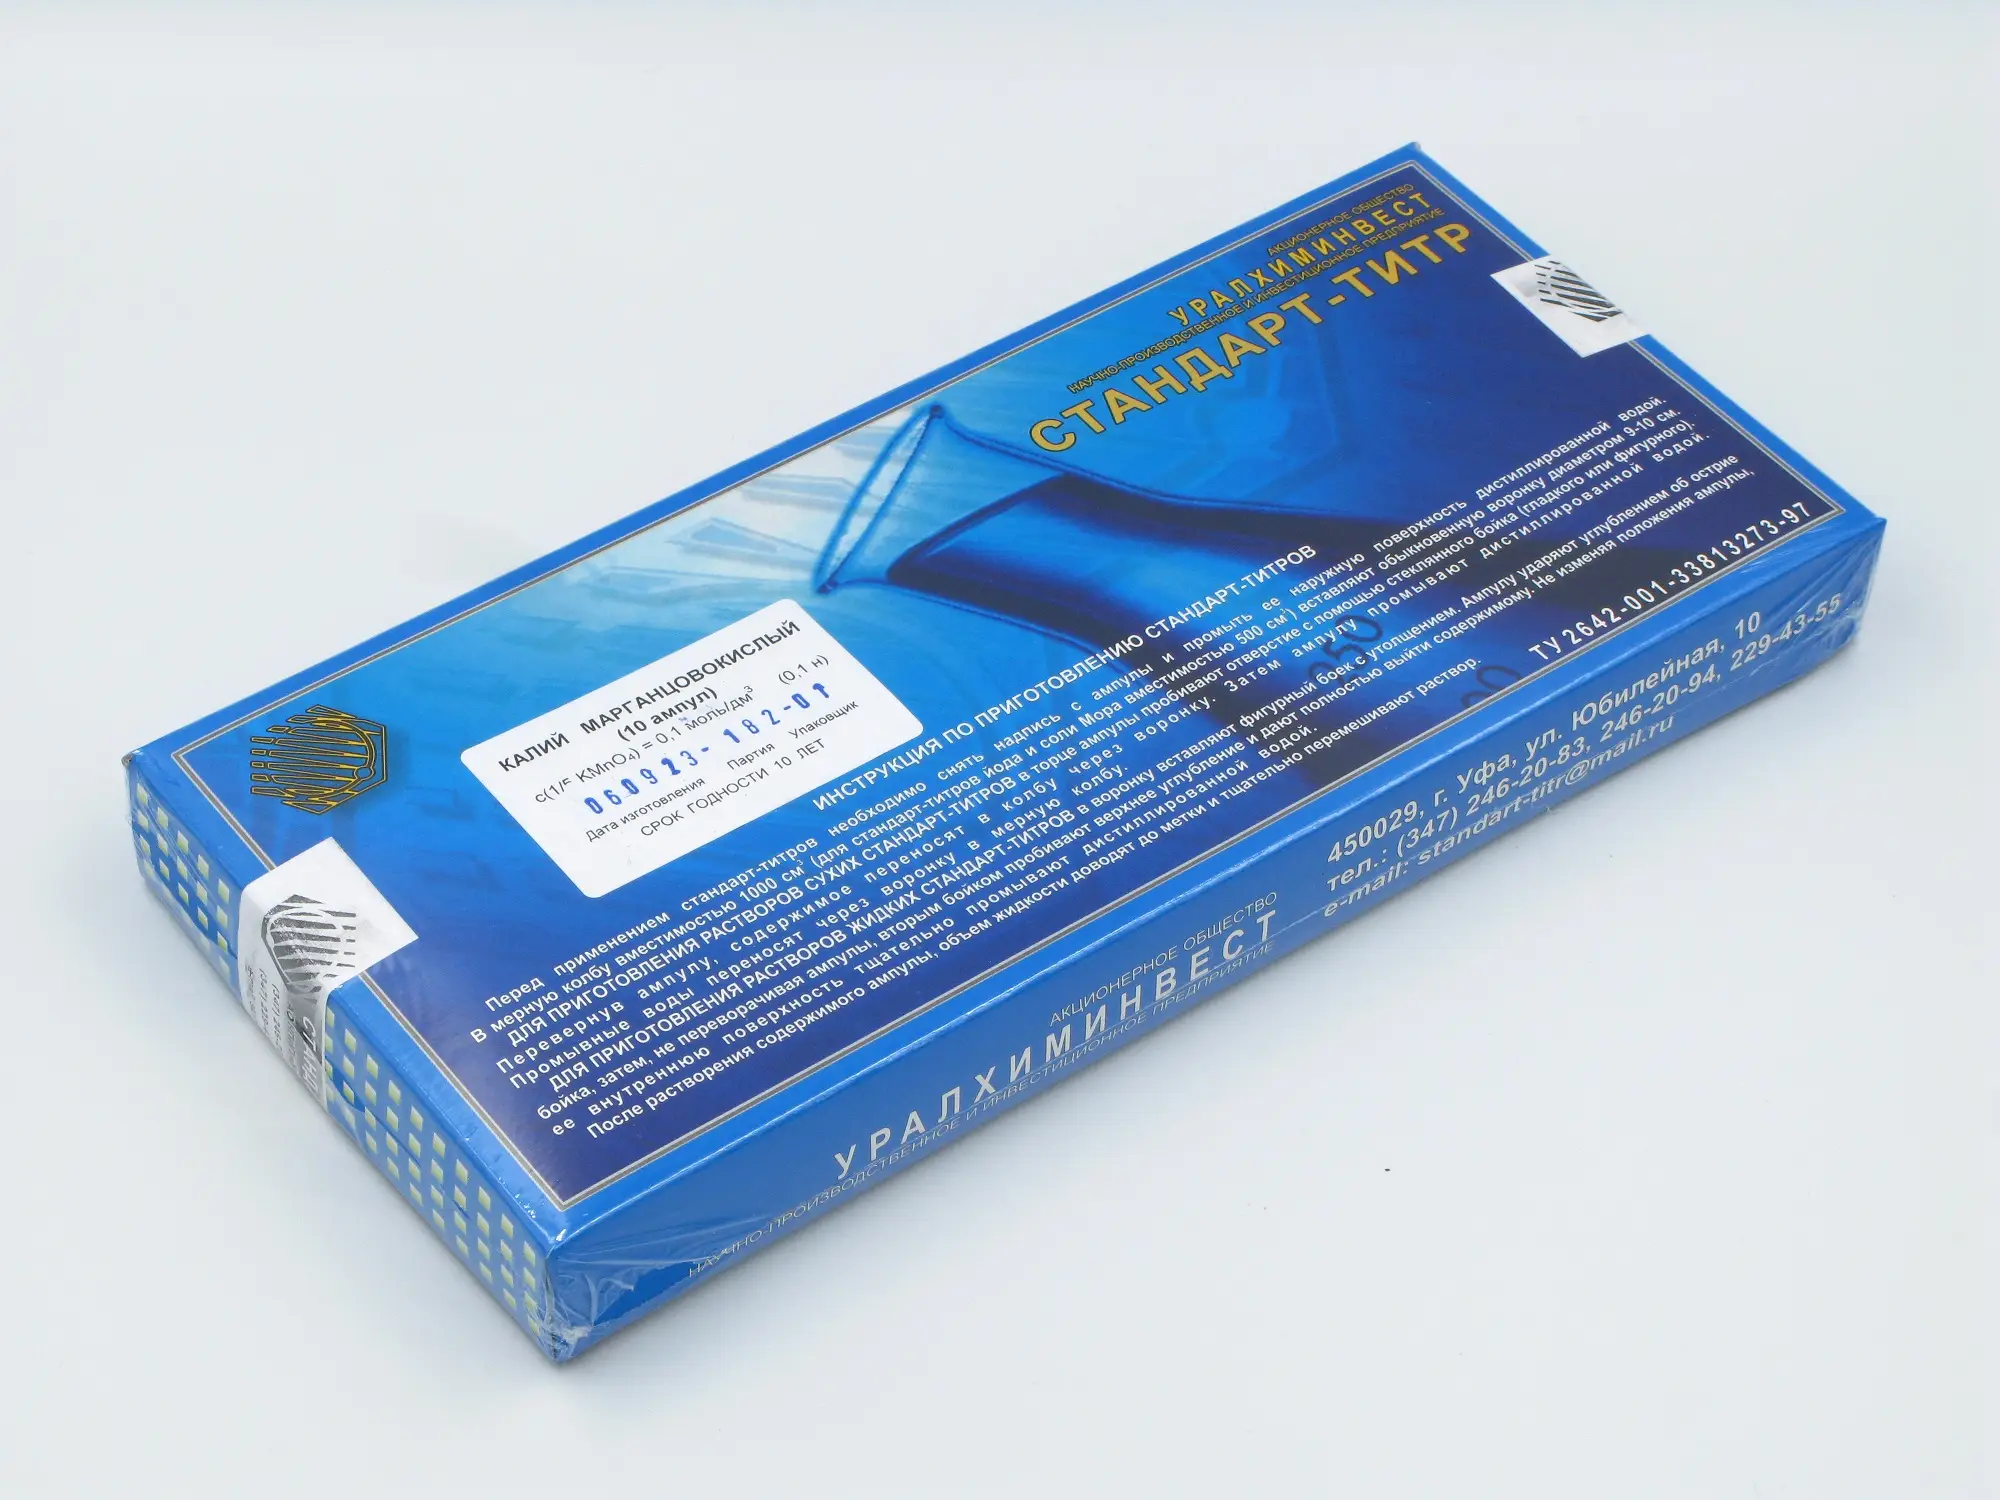 АКЦИОНЕРНОЕ ОБЩЕСТВО
УРАЛХИМИНВЕСТ
НАУЧНО-ПРОИЗВОДСТВЕННОЕ И ИНВЕСТИЦИОННОЕ ПРЕДПРИЯТИЕ
СТАНДАРТ-ТИТР
КАЛИЙ МАРГАНЦОВОКИСЛЫЙ
(10 ампул)
с(1/5 KMnO₄) = 0,1 моль/дм³ (0,1 н)
060923-182-01
Дата изготовления Партия Упаковщик
СРОК ГОДНОСТИ 10 ЛЕТ
ИНСТРУКЦИЯ ПО ПРИГОТОВЛЕНИЮ СТАНДАРТ-ТИТРОВ
Перед применением стандарт-титров необходимо снять надпись с ампулы и промыть ее наружную поверхность дистиллированной водой.
В мерную колбу вместимостью 1000 см³ (для стандарт-титров йода и соли Мора вместимостью 500 см³) вставляют обыкновенную воронку диаметром 9-10 см.
ДЛЯ ПРИГОТОВЛЕНИЯ РАСТВОРОВ СУХИХ СТАНДАРТ-ТИТРОВ в торце ампулы пробивают отверстие с помощью стеклянного бойка (гладкого или фигурного).
Перевернув ампулу, содержимое переносят в колбу через воронку. Затем ампулу промывают дистиллированной водой.
Промывные воды переносят через воронку в мерную колбу.
ДЛЯ ПРИГОТОВЛЕНИЯ РАСТВОРОВ ЖИДКИХ СТАНДАРТ-ТИТРОВ в воронку вставляют фигурный боек с утолщением. Ампулу ударяют углублением об острие
бойка, затем, не переворачивая ампулы, вторым бойком пробивают верхнее углубление и дают полностью выйти содержимому. Не изменяя положения ампулы,
ее внутреннюю поверхность тщательно промывают дистиллированной водой.
После растворения содержимого ампулы, объем жидкости доводят до метки и тщательно перемешивают раствор.
ТУ 2642-001-33813273-97
АКЦИОНЕРНОЕ ОБЩЕСТВО
УРАЛХИМИНВЕСТ
НАУЧНО-ПРОИЗВОДСТВЕННОЕ И ИНВЕСТИЦИОННОЕ ПРЕДПРИЯТИЕ
450029, г. Уфа, ул. Юбилейная, 10
тел.: (347) 246-20-83, 246-20-94, 229-43-55
e-mail: standart-titr@mail.ru